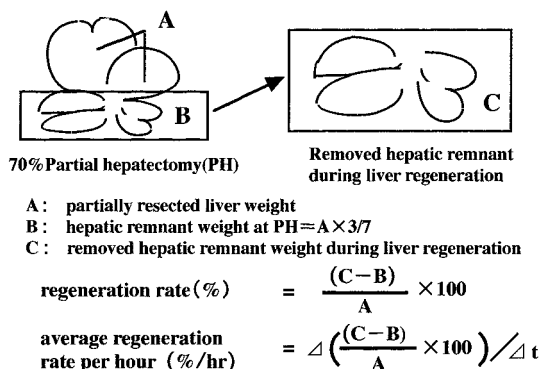 A
B
C
70%Partial hepatectomy(PH)
Removed hepatic remnant
during liver regeneration
A: partially resected liver weight
B: hepatic remnant weight at PH=A×3/7
C: removed hepatic remnant weight during liver regeneration
regeneration rate(%) = (C−B)/A ×100
average regeneration
rate per hour (%/hr) = ⊿((C−B)/A ×100)/⊿t